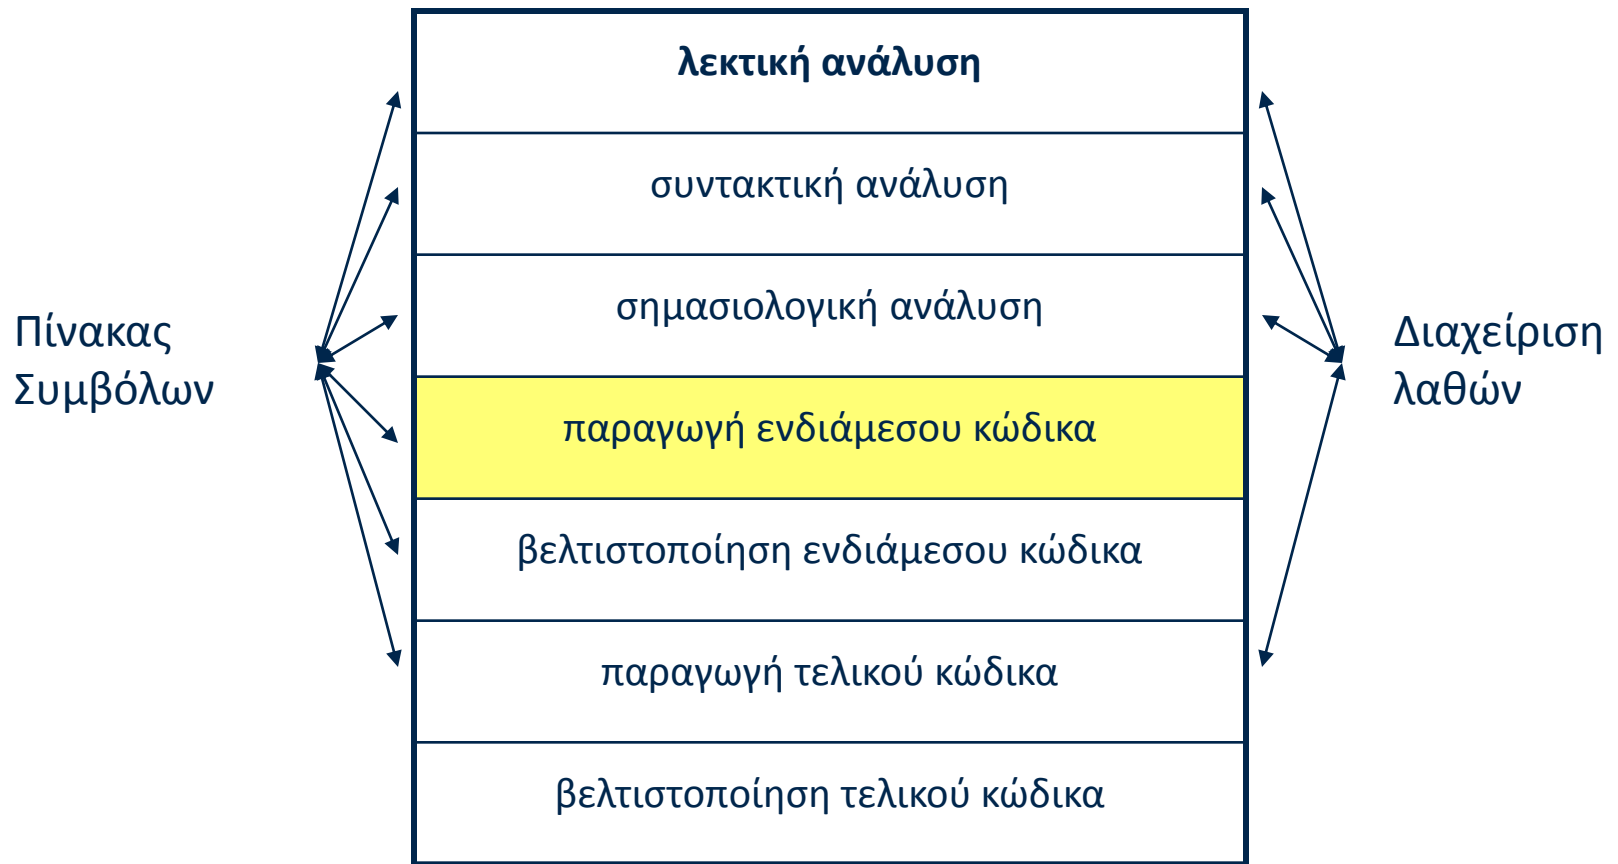 λεκτική ανάλυση
συντακτική ανάλυση
σημασιολογική ανάλυση
Πίνακας
Συμβόλων
Διαχείριση
λαθών
παραγωγή ενδιάμεσου κώδικα
βελτιστοποίηση ενδιάμεσου κώδικα
παραγωγή τελικού κώδικα
βελτιστοποίηση τελικού κώδικα